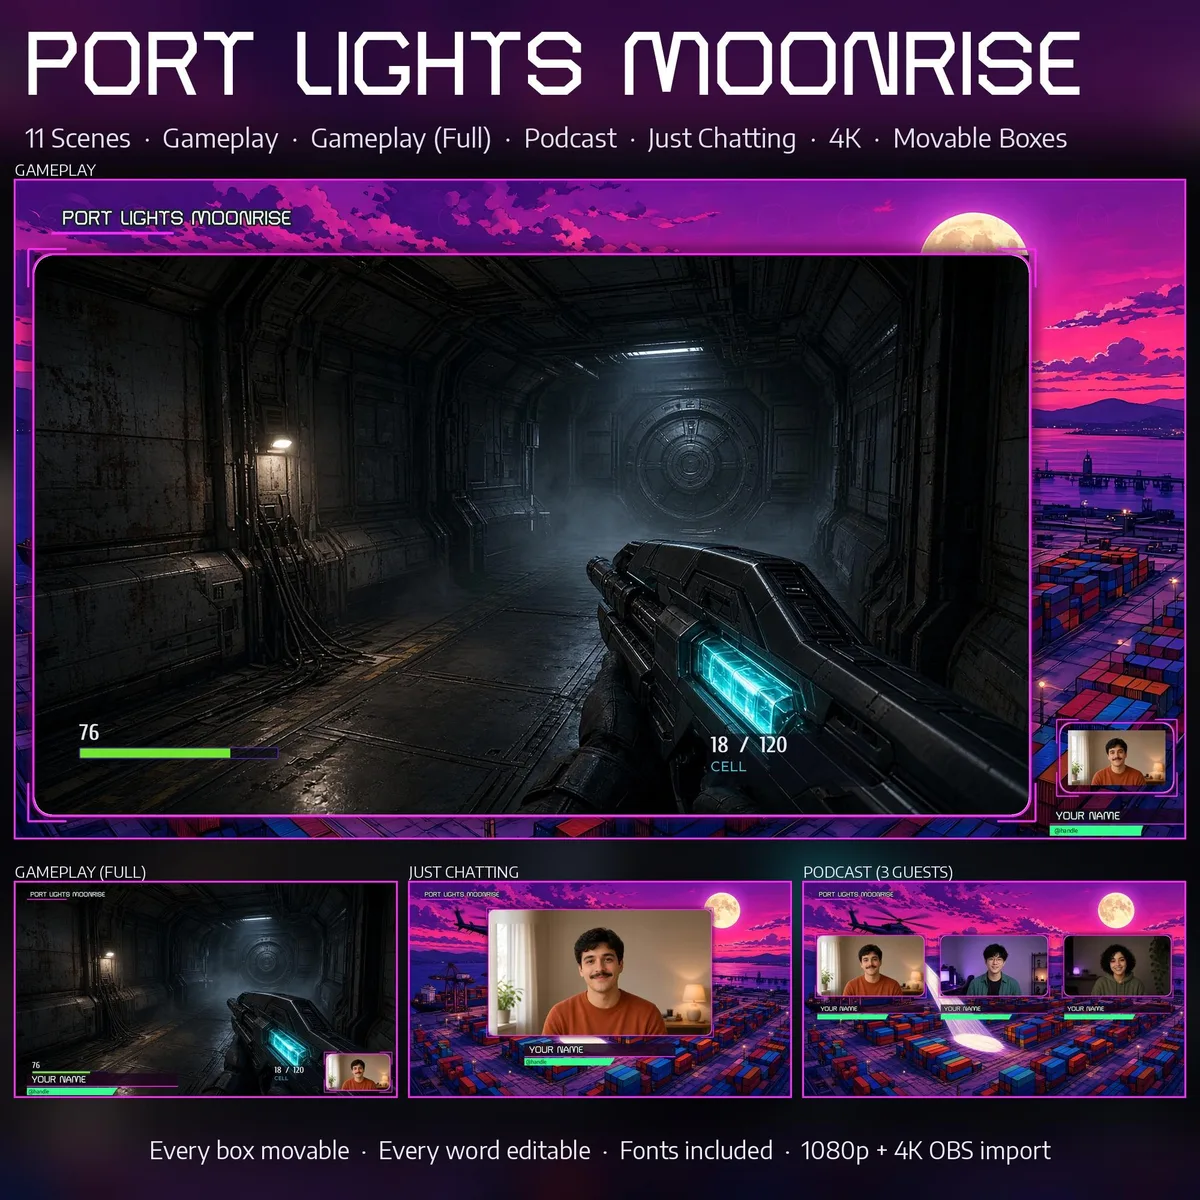 PORT LIGHTS MOONRISE
11 Scenes · Gameplay · Gameplay (Full) · Podcast · Just Chatting · 4K · Movable Boxes
GAMEPLAY
PORT LIGHTS MOONRISE
76
18 / 120
CELL
YOUR NAME
@handle
GAMEPLAY (FULL)
PORT LIGHTS MOONRISE
76
18 / 120
CELL
YOUR NAME
@handle
JUST CHATTING
PORT LIGHTS MOONRISE
YOUR NAME
@handle
PODCAST (3 GUESTS)
PORT LIGHTS MOONRISE
YOUR NAME
YOUR NAME
YOUR NAME
Every box movable · Every word editable · Fonts included · 1080p + 4K OBS import